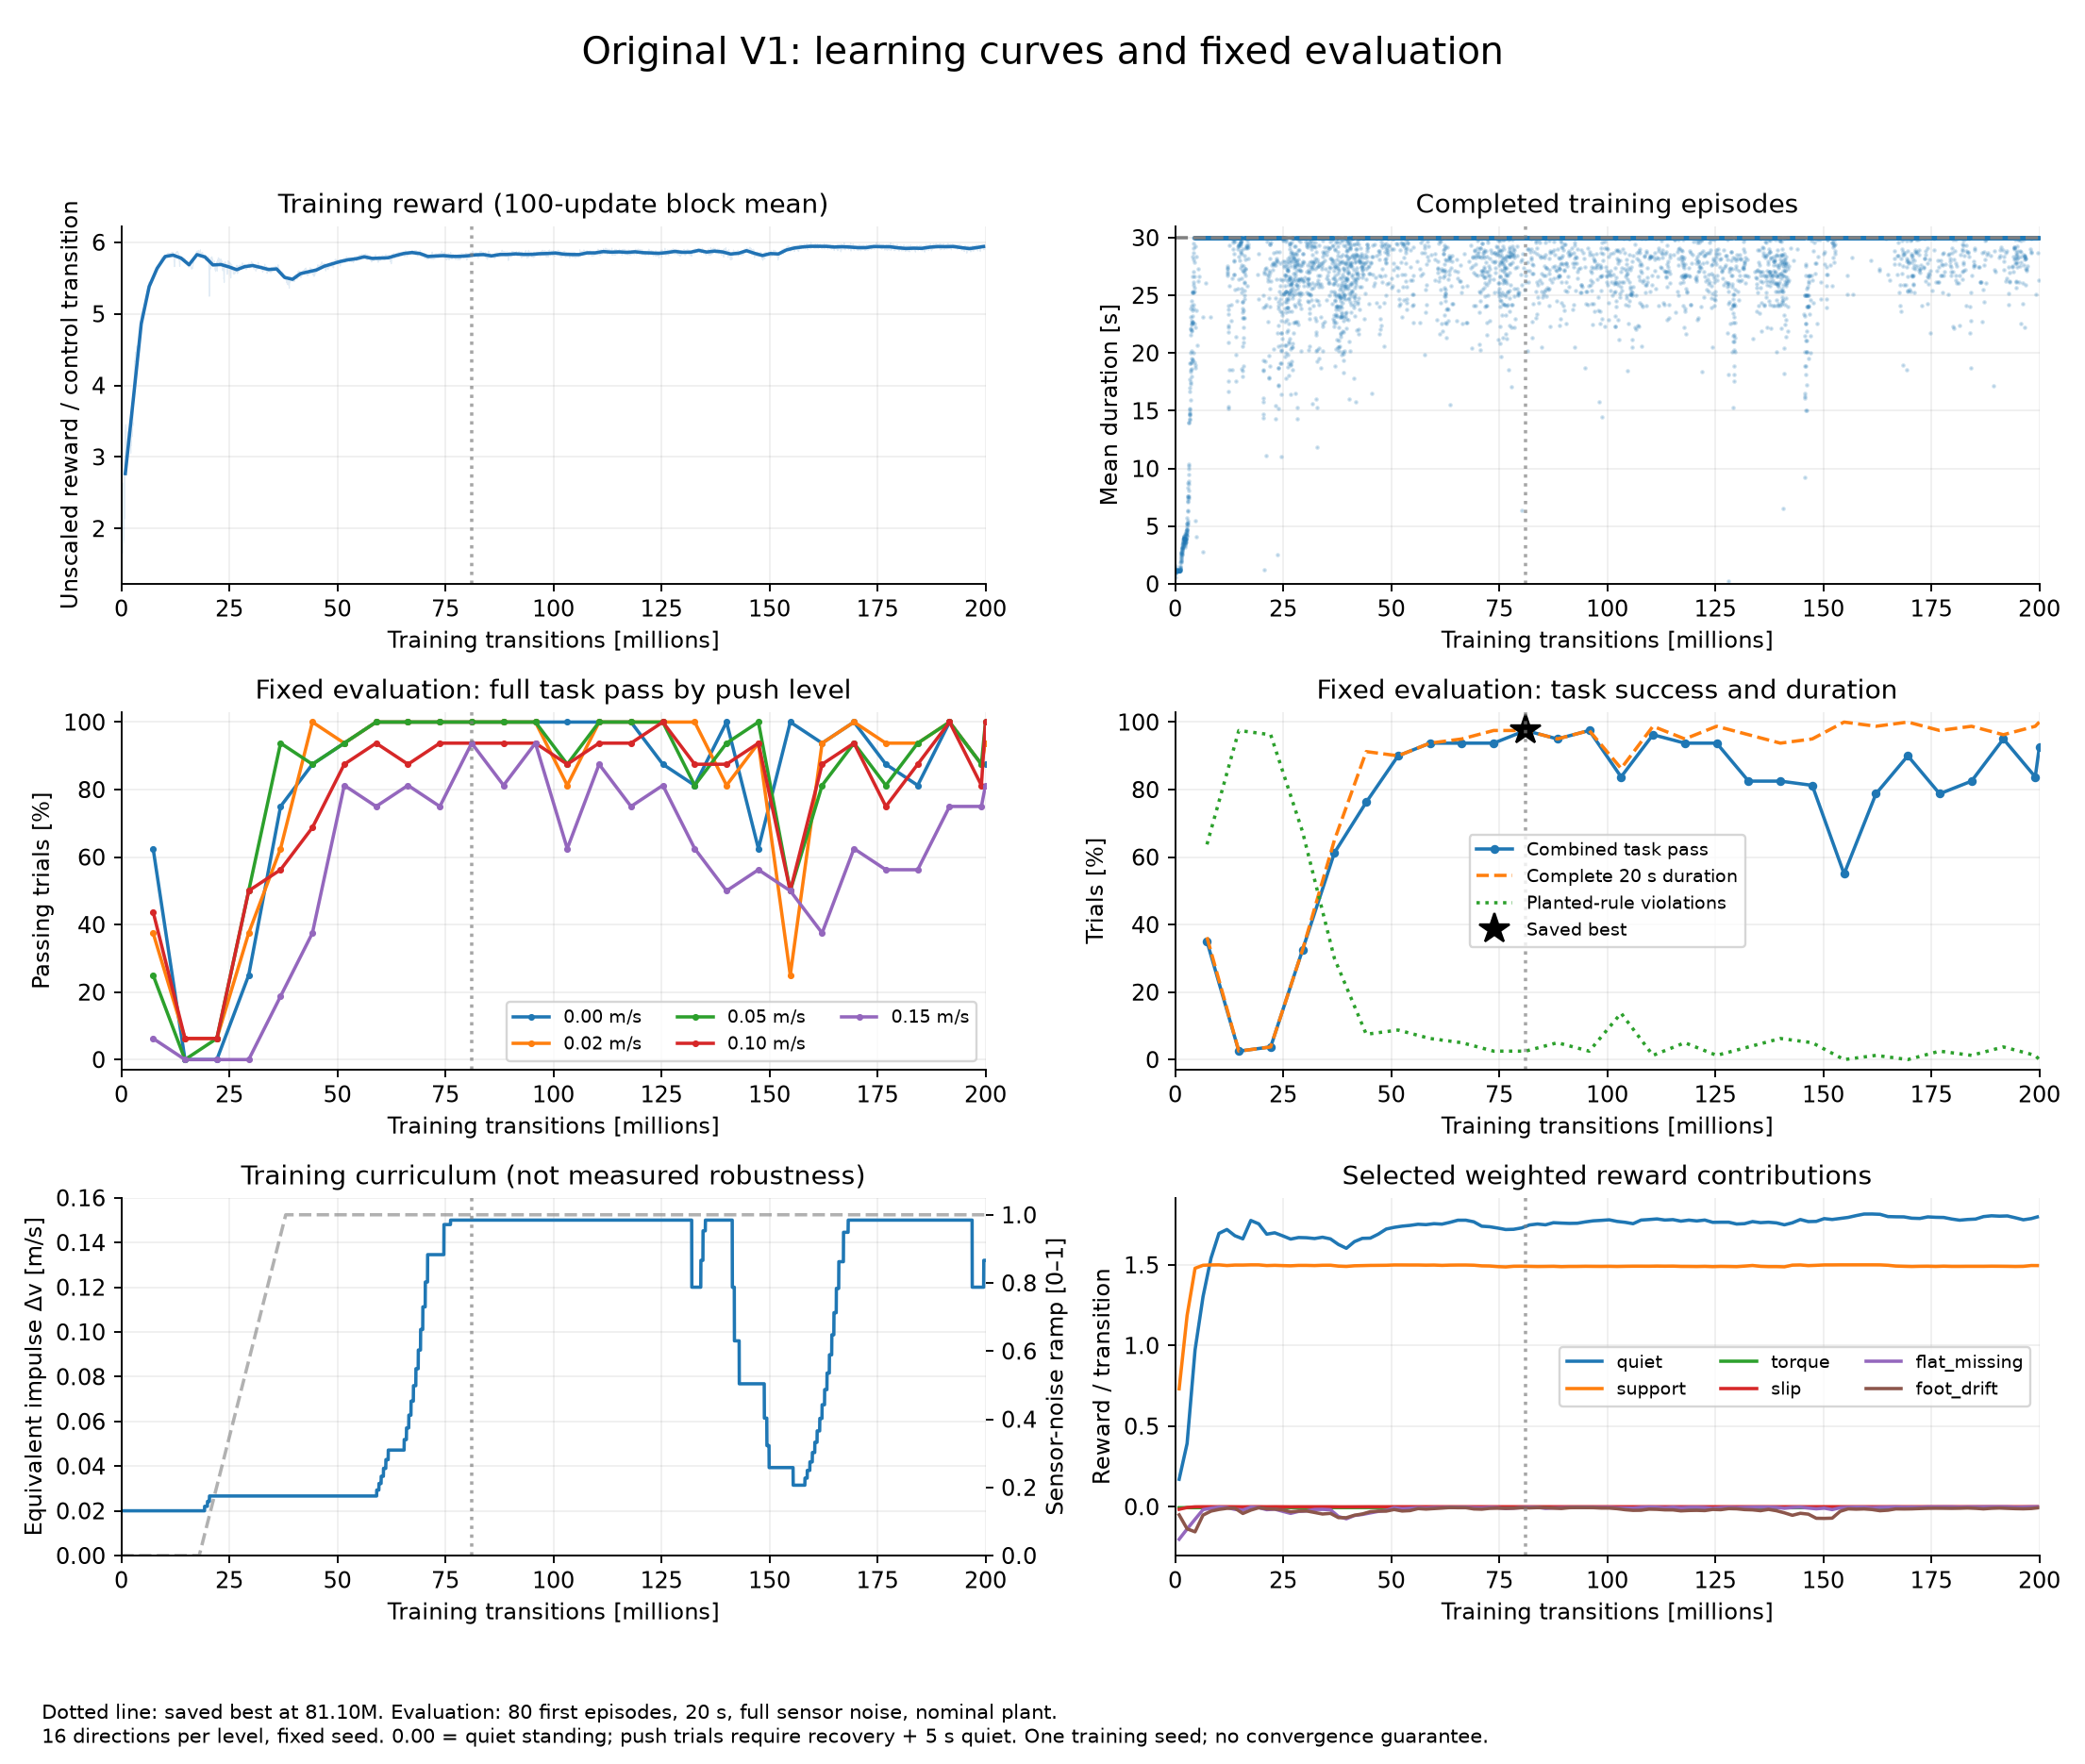 Original V1: learning curves and fixed evaluation
Training reward (100-update block mean)
Unscaled reward / control transition
6
5
4
3
2
0 25 50 75 100 125 150 175 200
Training transitions [millions]
Completed training episodes
Mean duration [s]
30
25
20
15
10
5
0
0 25 50 75 100 125 150 175 200
Training transitions [millions]
Fixed evaluation: full task pass by push level
Passing trials [%]
100
80
60
40
20
0
0.00 m/s 0.05 m/s 0.15 m/s
0.02 m/s 0.10 m/s
0 25 50 75 100 125 150 175 200
Training transitions [millions]
Fixed evaluation: task success and duration
Trials [%]
100
80
60
40
20
0
Combined task pass
Complete 20 s duration
Planted-rule violations
Saved best
0 25 50 75 100 125 150 175 200
Training transitions [millions]
Training curriculum (not measured robustness)
Equivalent impulse Δv [m/s]
0.16
0.14
0.12
0.10
0.08
0.06
0.04
0.02
0.00
1.0
0.8
0.6
0.4
0.2
0.0
Sensor-noise ramp [0–1]
0 25 50 75 100 125 150 175 200
Training transitions [millions]
Selected weighted reward contributions
Reward / transition
1.5
1.0
0.5
0.0
quiet torque flat_missing
support slip foot_drift
0 25 50 75 100 125 150 175 200
Training transitions [millions]
Dotted line: saved best at 81.10M. Evaluation: 80 first episodes, 20 s, full sensor noise, nominal plant.
16 directions per level, fixed seed. 0.00 = quiet standing; push trials require recovery + 5 s quiet. One training seed; no convergence guarantee.